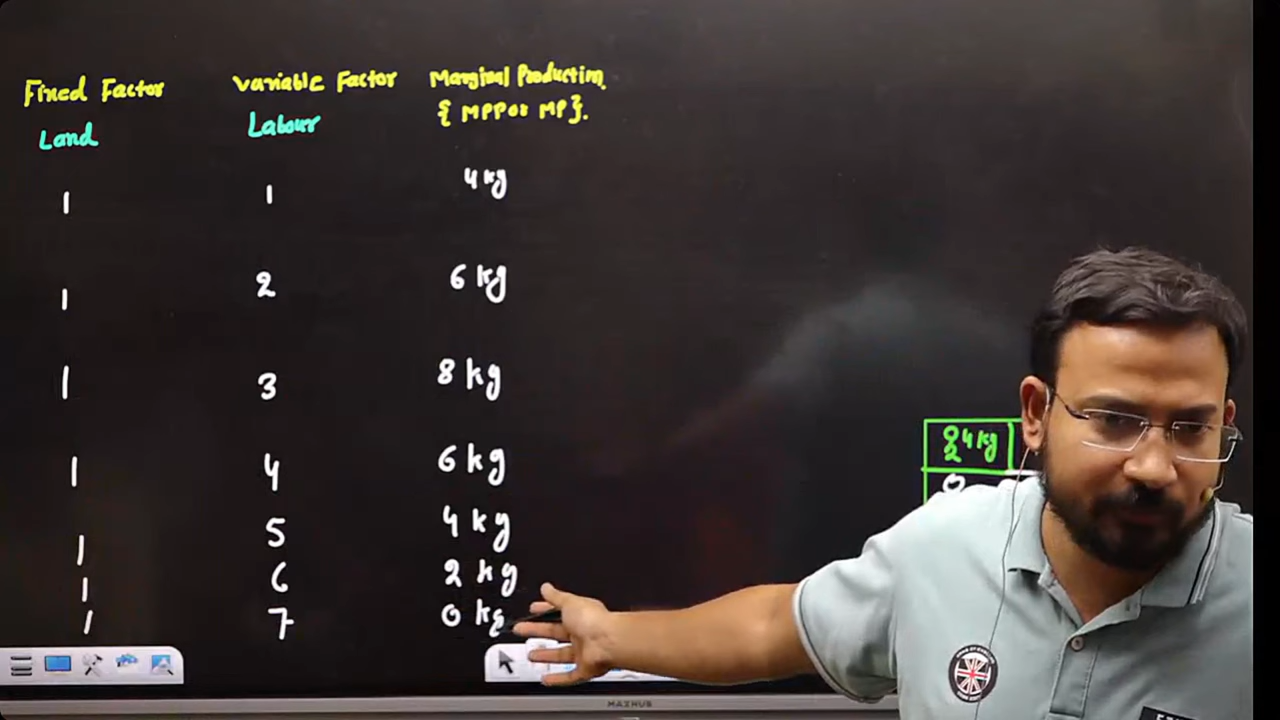 Fixed Factor Variable Factor Marginal Production
Land Labour { MPP or MP}.
1 1 4 kg
1 2 6 kg
1 3 8 kg
1 4 6 kg
1 5 4 kg
1 6 2 kg
1 7 0 kg
4 kg
MAXHUB